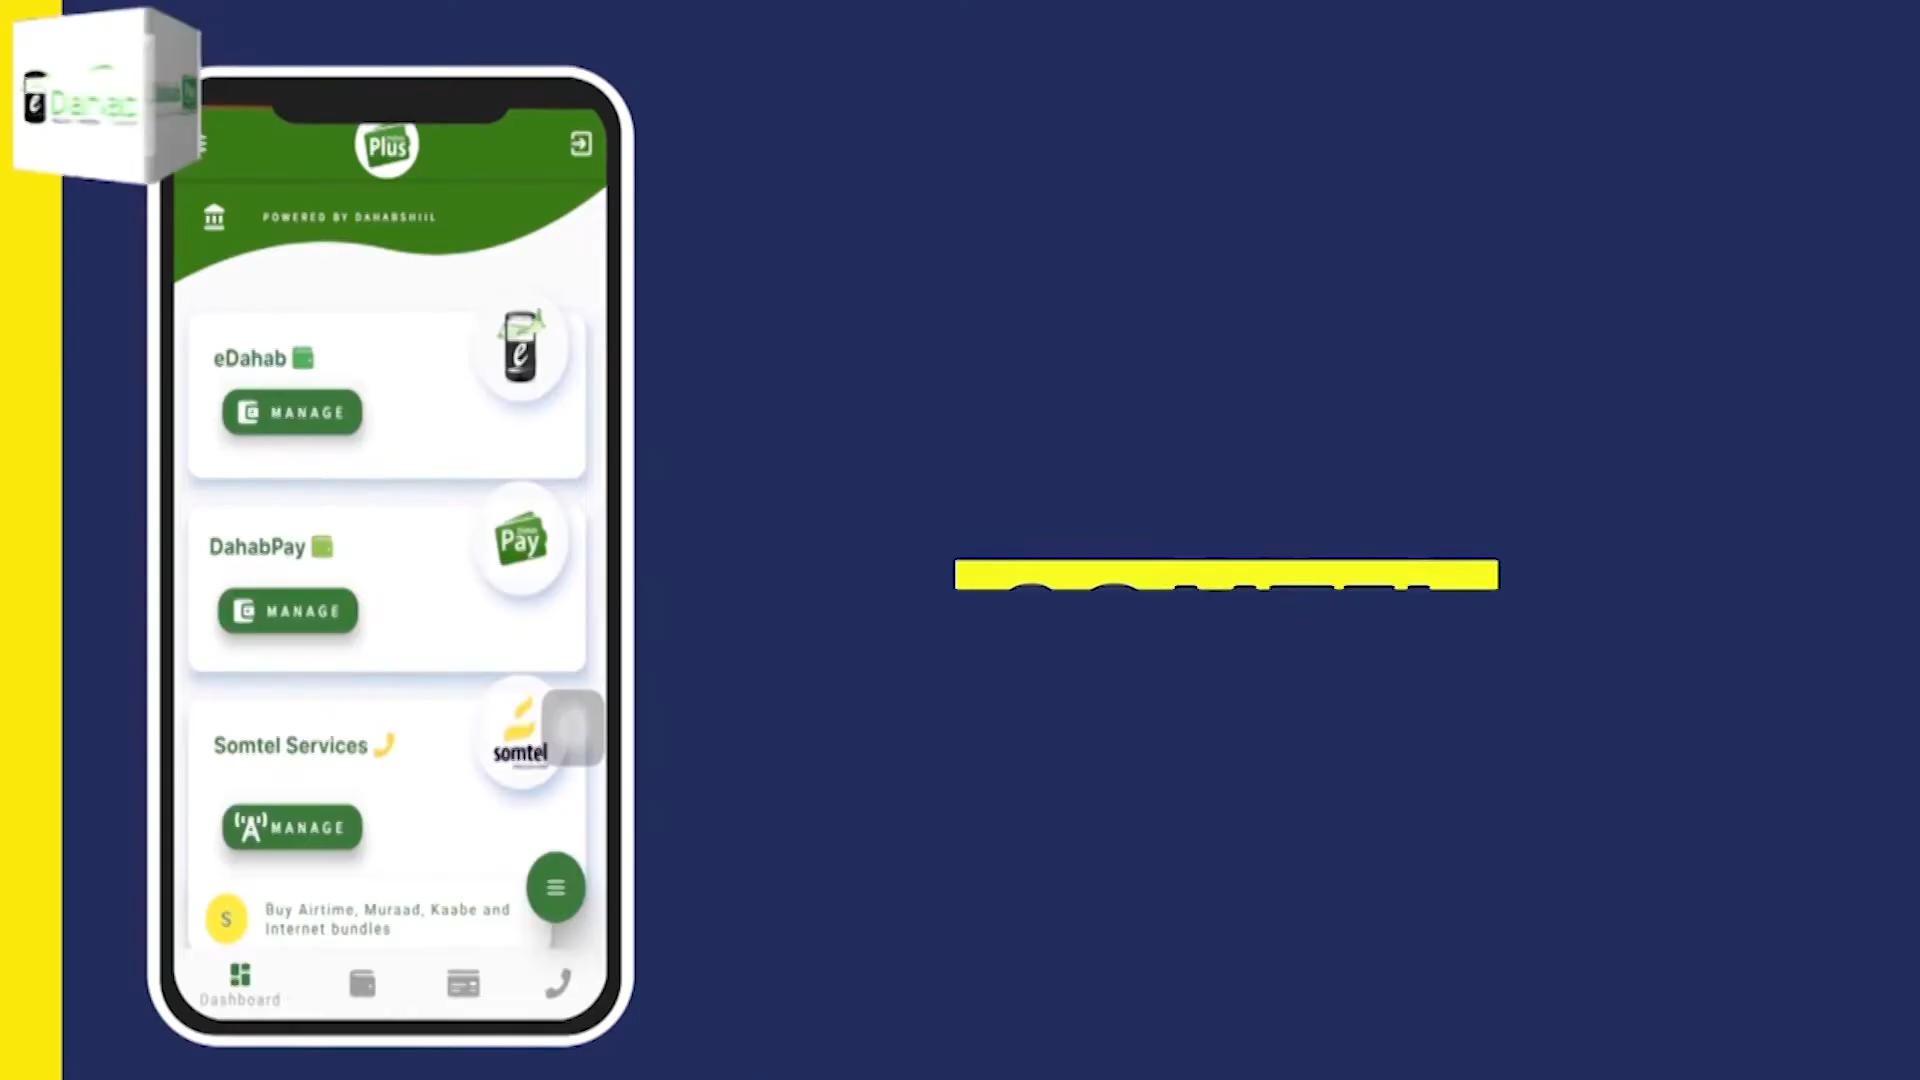 Plus
POWERED BY DAHABSHIIL
eDahab
e
MANAGE
DahabPay
Pay
MANAGE
Somtel Services
somtel
MANAGE
S
Buy Airtime, Muraad, Kaabe and
Internet bundles
Dashboard